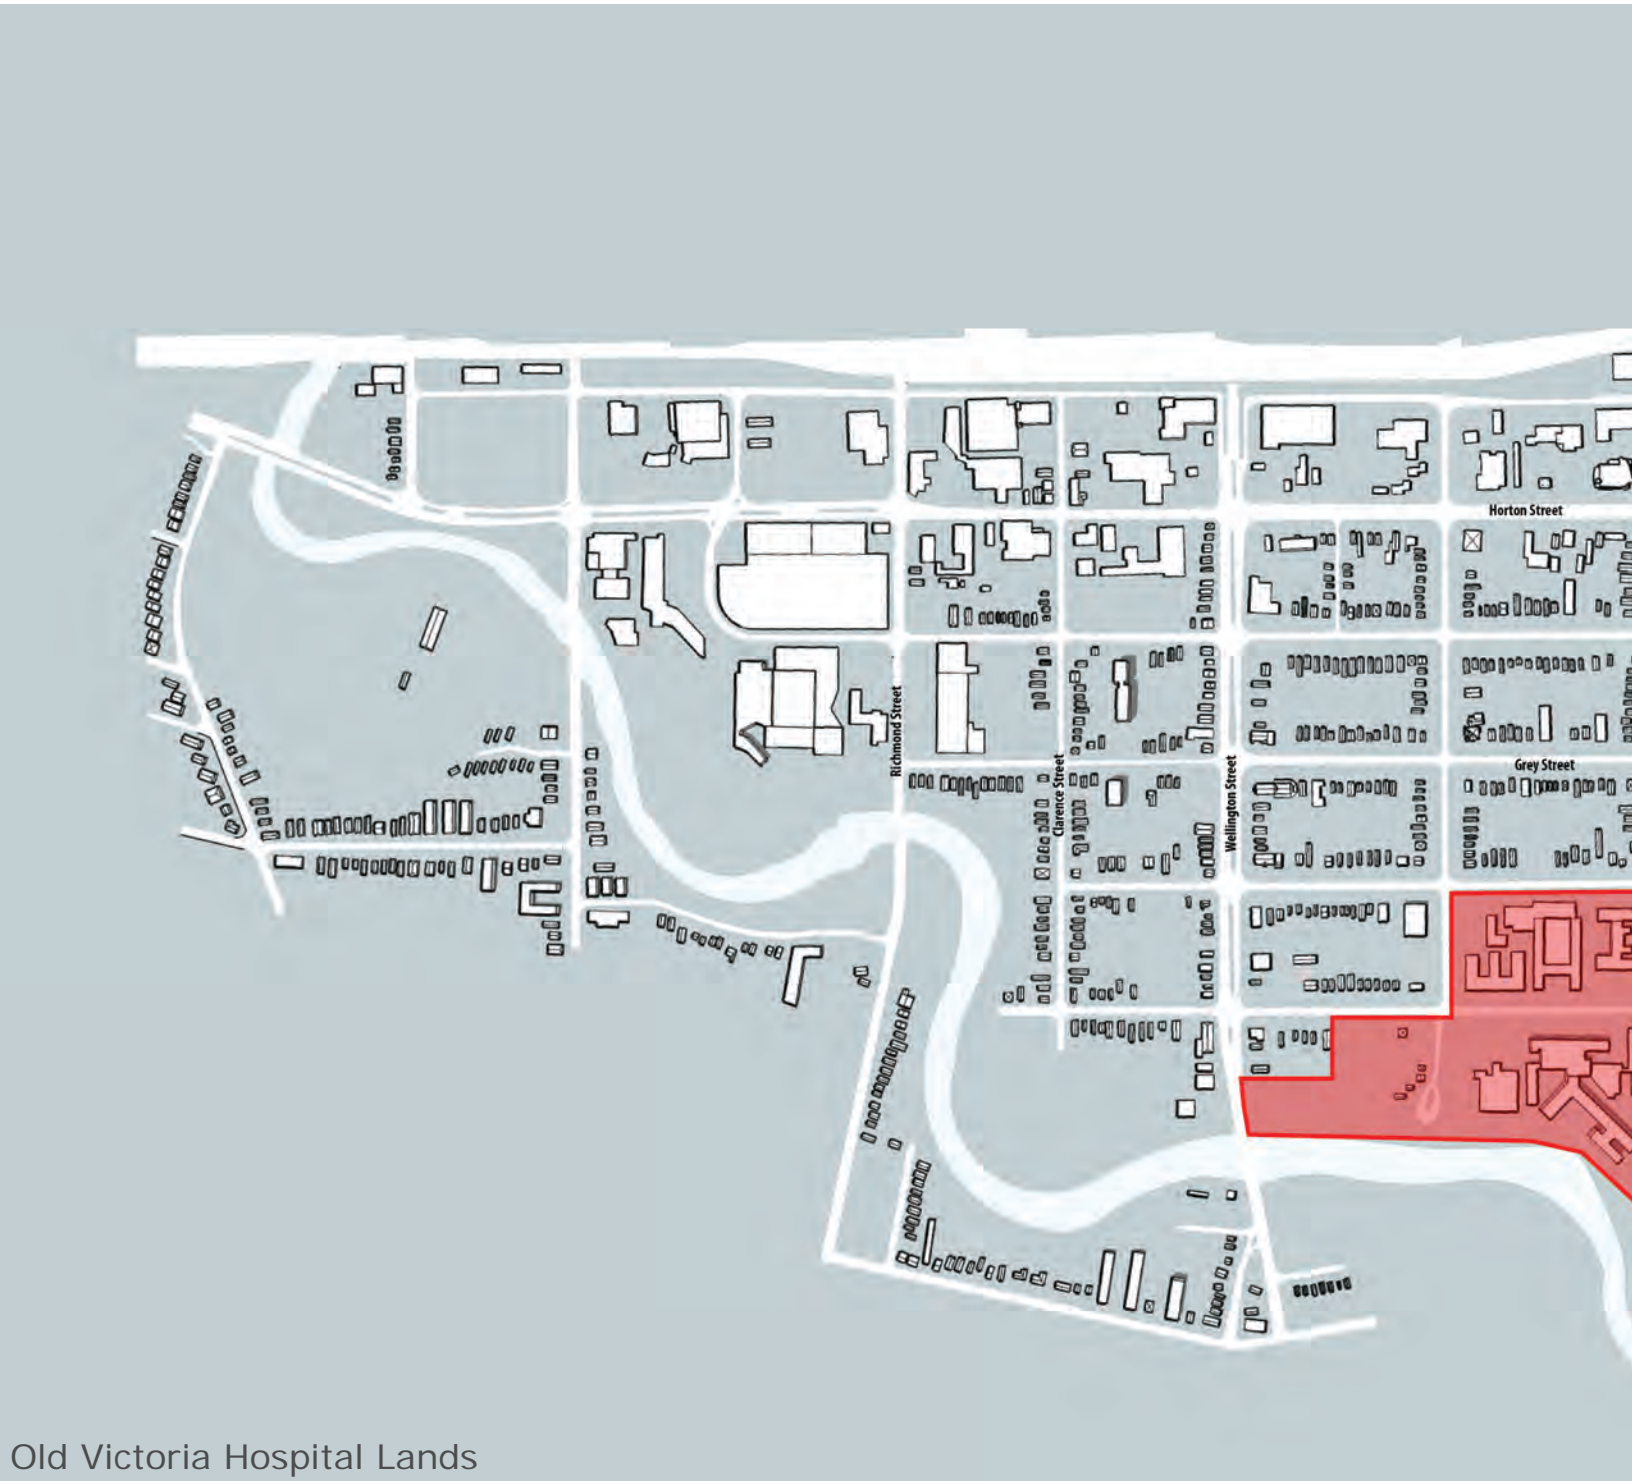 Horton Street
Richmond Street
Clarence Street
Wellington Street
Grey Street
Old Victoria Hospital Lands